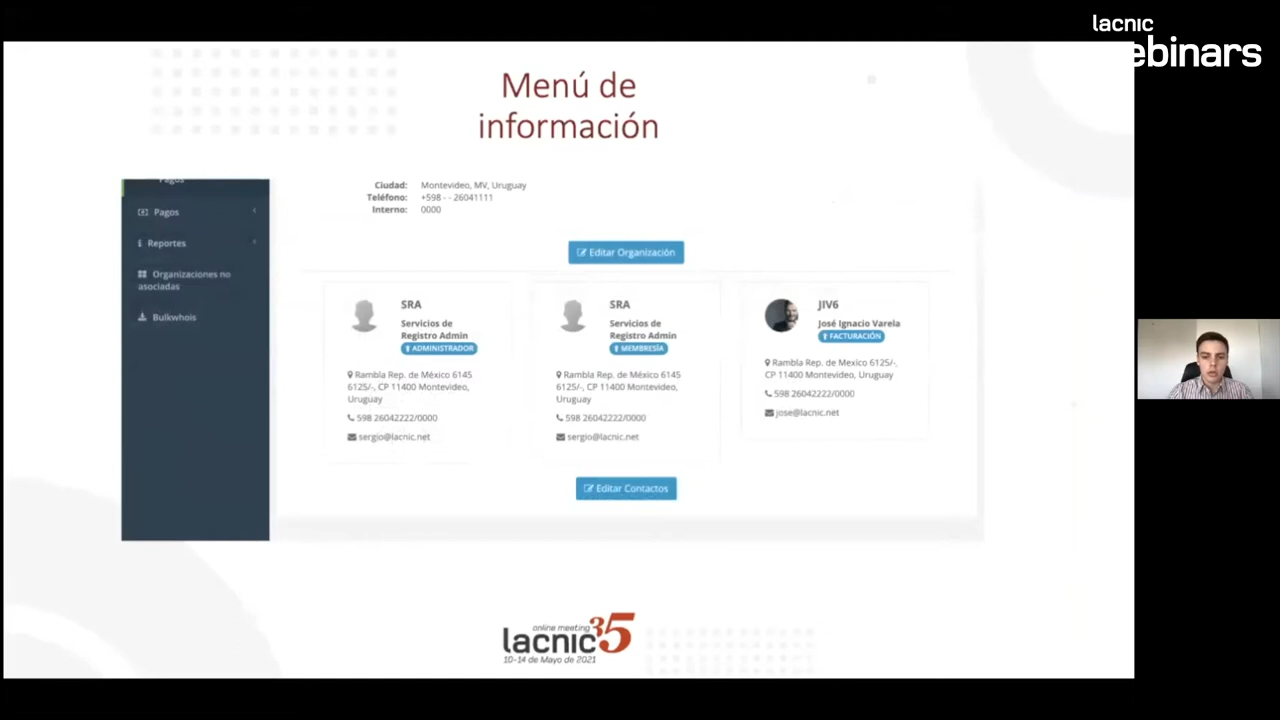 lacnic
ebinars
Menú de
información
Pagos
Pagos
Reportes
Organizaciones no
asociadas
Bulkwhois
Ciudad: Montevideo, MV, Uruguay
Teléfono: +598 - - 26041111
Interno: 0000
Editar Organización
SRA
Servicios de
Registro Admin
ADMINISTRADOR
Rambla Rep. de México 6145
6125/-, CP 11400 Montevideo,
Uruguay
598 26042222/0000
sergio@lacnic.net
SRA
Servicios de
Registro Admin
MEMBRESÍA
Rambla Rep. de México 6145
6125/-, CP 11400 Montevideo,
Uruguay
598 26042222/0000
sergio@lacnic.net
JIV6
José Ignacio Varela
FACTURACIÓN
Rambla Rep. de Mexico 6125/-,
CP 11400 Montevideo, Uruguay
598 26042222/0000
jose@lacnic.net
Editar Contactos
online meeting
lacnic 35
10-14 de Mayo de 2021